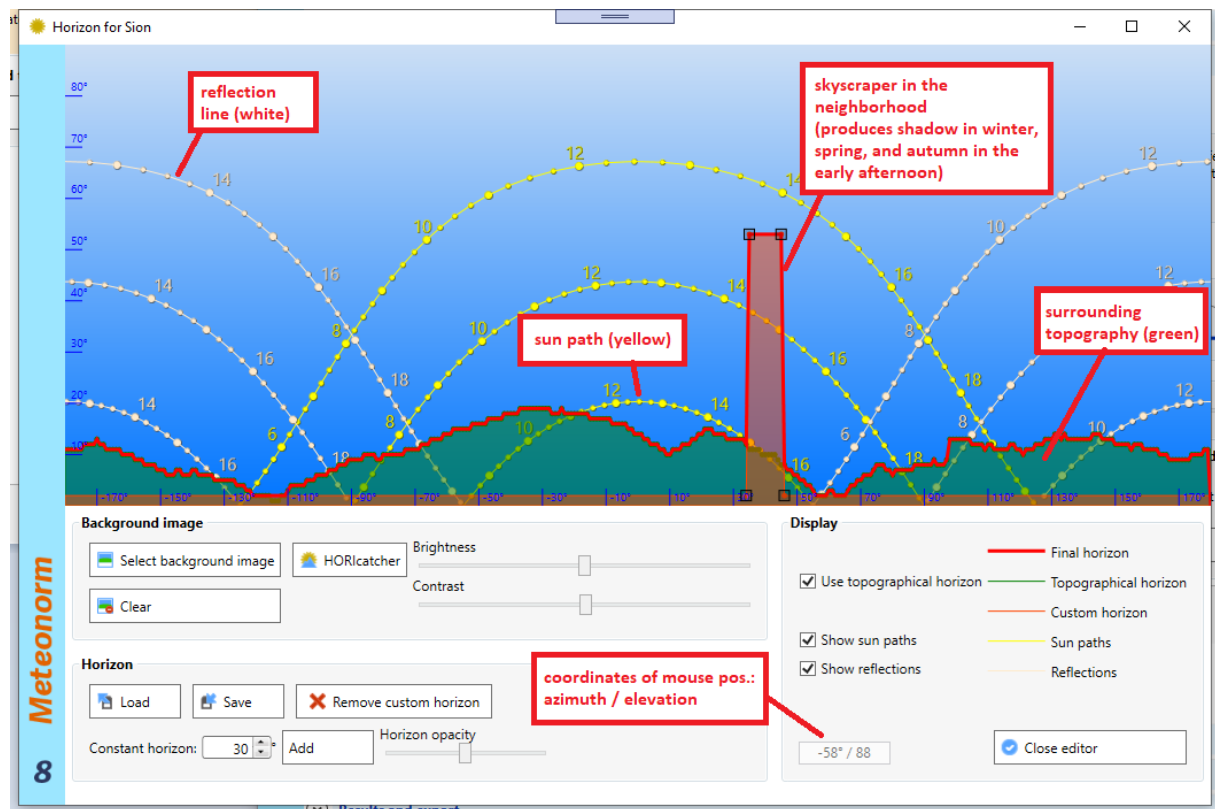 Horizon for Sion
80°
70°
60°
50°
40°
30°
20°
10°
reflection
line (white)
skyscraper in the
neighborhood
(produces shadow in winter,
spring, and autumn in the
early afternoon)
sun path (yellow)
surrounding
topography (green)
14
16
12
10
14
16
8
18
6
12
10
14
16
8
18
12
14
10
16
14
16
18
14
16
12
10
8
6
12
10
8
12
10
-170°
-150°
-130°
-110°
-90°
-70°
-50°
-30°
-10°
10°
30°
50°
70°
90°
110°
130°
150°
170°
Background image
Select background image
HORIcatcher
Brightness
Contrast
Clear
Horizon
Load
Save
Remove custom horizon
Constant horizon:
30
°
Add
Horizon opacity
coordinates of mouse pos.:
azimuth / elevation
Display
Final horizon
Use topographical horizon
Topographical horizon
Custom horizon
Show sun paths
Sun paths
Show reflections
Reflections
-58° / 88
Close editor
Meteonorm
8